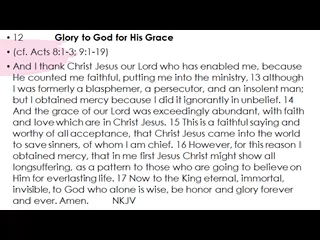 • 12 Glory to God for His Grace
• (cf. Acts 8:1-3; 9:1-19)
• And I thank Christ Jesus our Lord who has enabled me, because
He counted me faithful, putting me into the ministry, 13 although
I was formerly a blasphemer, a persecutor, and an insolent man;
but I obtained mercy because I did it ignorantly in unbelief. 14
And the grace of our Lord was exceedingly abundant, with faith
and love which are in Christ Jesus. 15 This is a faithful saying and
worthy of all acceptance, that Christ Jesus came into the world
to save sinners, of whom I am chief. 16 However, for this reason I
obtained mercy, that in me first Jesus Christ might show all
longsuffering, as a pattern to those who are going to believe on
Him for everlasting life. 17 Now to the King eternal, immortal,
invisible, to God who alone is wise, be honor and glory forever
and ever. Amen. NKJV